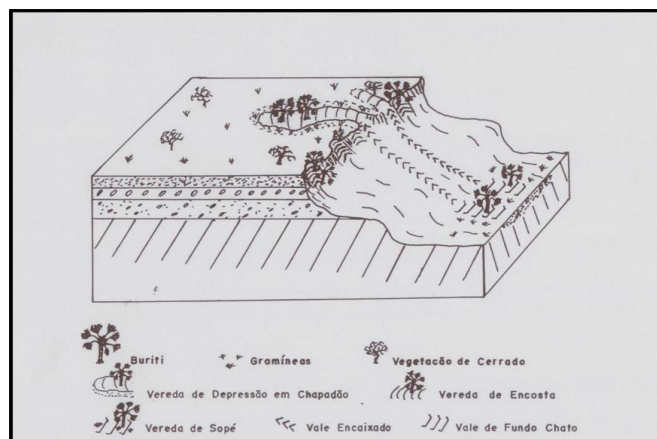 Buriti Gramíneas Vegetação de Cerrado
Vereda de Depressão em Chapadão Vereda de Encosta
Vereda de Sopé Vale Encaixado Vale de Fundo Chato